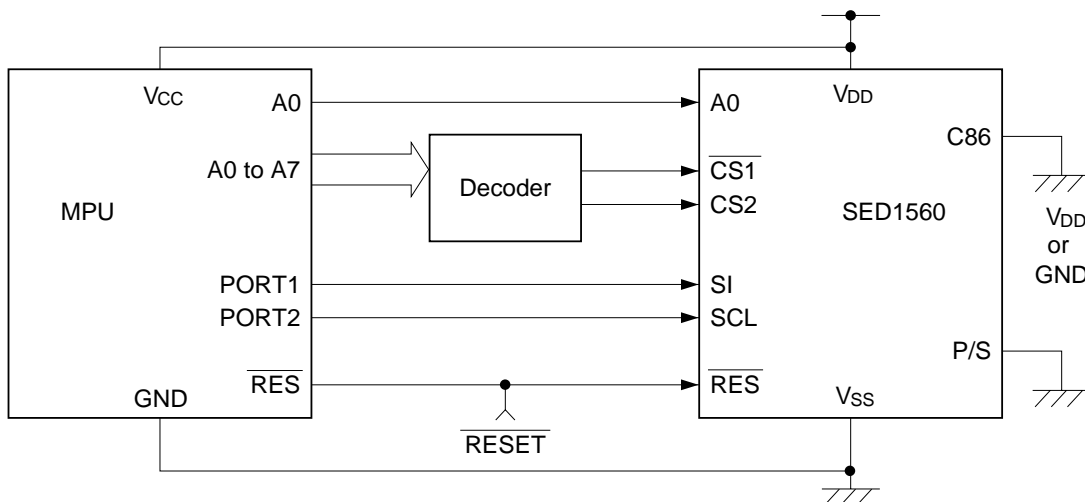 VCC
VDD
A0
A0
C86
A0 to A7
Decoder
CS1
CS2
MPU
SED1560
VDD
or
GND
PORT1
SI
PORT2
SCL
P/S
RES
RES
GND
VSS
RESET